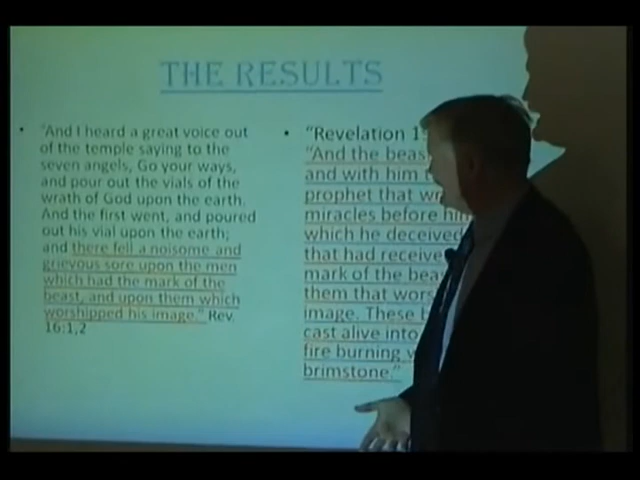 THE RESULTS
• "And I heard a great voice out
of the temple saying to the
seven angels, Go your ways,
and pour out the vials of the
wrath of God upon the earth.
And the first went, and poured
out his vial upon the earth;
and there fell a noisome and
grievous sore upon the men
which had the mark of the
beast, and upon them which
worshipped his image." Rev.
16:1,2
• "Revelation 1
"And the beas
and with him
prophet that wr
miracles before him
which he deceived
that had receive
mark of the bea
them that wors
image. These b
cast alive into
fire burning w
brimstone."